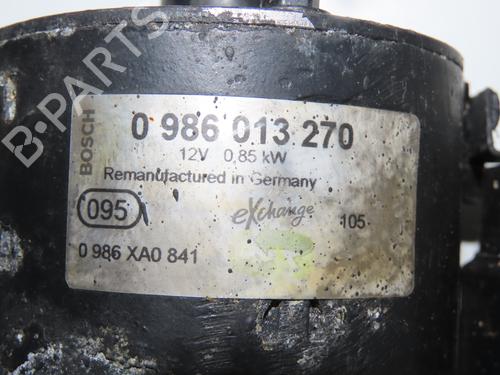 B-PARTS
BOSCH
0 986 013 270
12V 0,85 kW
Remanufactured in Germany
095
eXchange
105
0 986 XA0 841